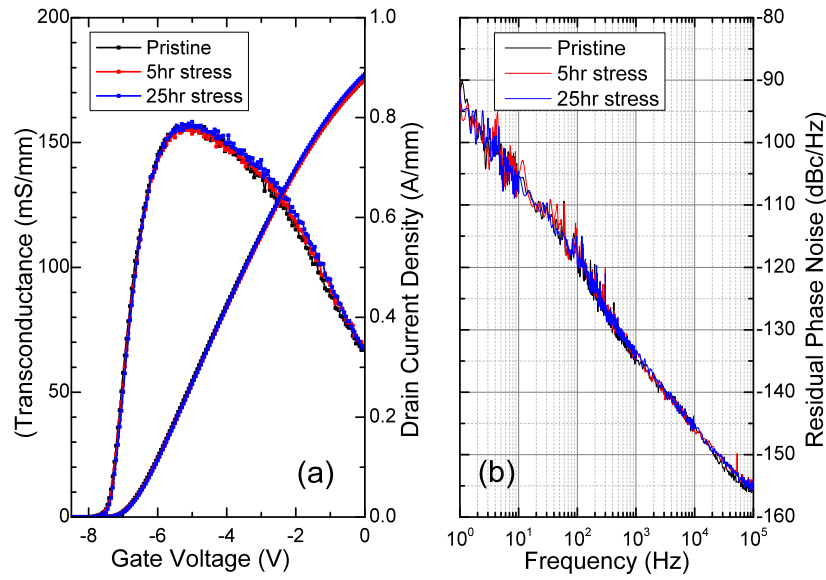 (Transconductance (mS/mm)
200
150
100
50
0
Pristine
5hr stress
25hr stress
(a)
-8
-6
-4
-2
0
Gate Voltage (V)
1.0
0.8
0.6
0.4
0.2
0.0
Drain Current Density (A/mm)
Pristine
5hr stress
25hr stress
(b)
10^0
10^1
10^2
10^3
10^4
10^5
Frequency (Hz)
-80
-90
-100
-110
-120
-130
-140
-150
-160
Residual Phase Noise (dBc/Hz)